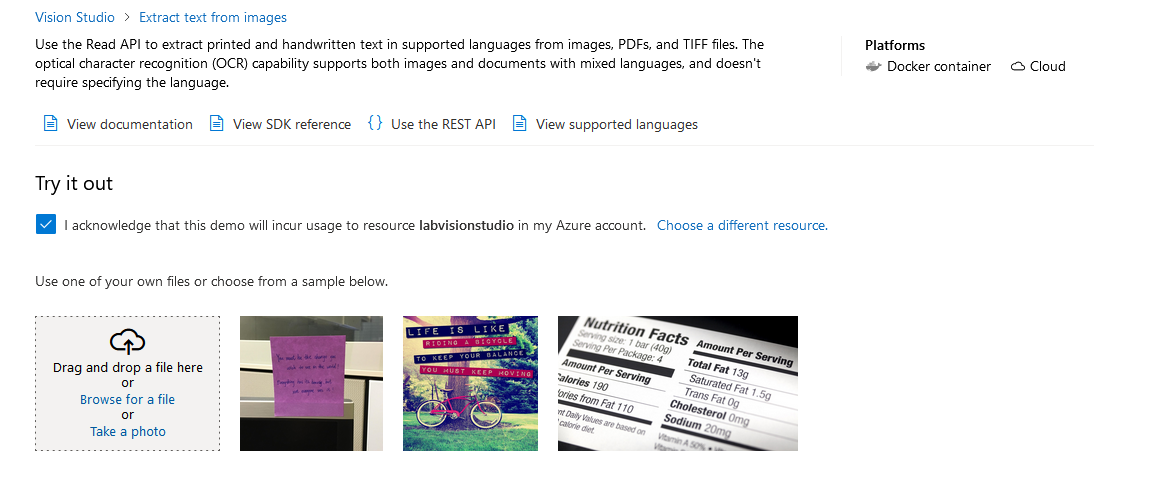 Vision Studio > Extract text from images
Use the Read API to extract printed and handwritten text in supported languages from images, PDFs, and TIFF files. The
optical character recognition (OCR) capability supports both images and documents with mixed languages, and doesn't
require specifying the language.
Platforms
Docker container
Cloud
View documentation
View SDK reference
{} Use the REST API
View supported languages
Try it out
I acknowledge that this demo will incur usage to resource labvisionstudio in my Azure account. Choose a different resource.
Use one of your own files or choose from a sample below.
Drag and drop a file here
or
Browse for a file
or
Take a photo
LIFE IS LIKE
RIDING A BICYCLE
TO KEEP YOUR BALANCE
YOU MUST KEEP MOVING
Nutrition Facts
Serving size: 1 bar (40g)
Serving Per Package: 4
Amount Per Serving
alories 190
ories from Fat 110
nt Daily Values are based on
calorie diet.
Amount Per Serving
Total Fat 13g
Saturated Fat 1.5g
Trans Fat 0g
Cholesterol 0mg
Sodium 20mg
Vitamin A 50%